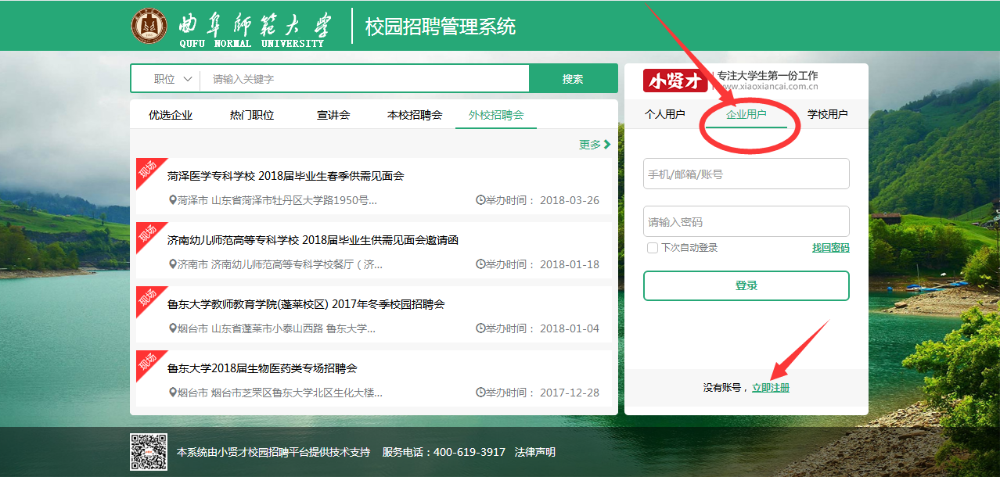 曲阜师范大学
QUFU NORMAL UNIVERSITY
校园招聘管理系统
职位
请输入关键字
搜索
优选企业 热门职位 宣讲会 本校招聘会 外校招聘会
更多
现场
菏泽医学专科学校 2018届毕业生春季供需见面会
菏泽市 山东省菏泽市牡丹区大学路1950号...
举办时间： 2018-03-26
现场
济南幼儿师范高等专科学校 2018届毕业生供需见面会邀请函
济南市 济南幼儿师范高等专科学校餐厅（济...
举办时间： 2018-01-18
现场
鲁东大学教师教育学院(蓬莱校区) 2017年冬季校园招聘会
烟台市 山东省蓬莱市小泰山西路 鲁东大学...
举办时间： 2018-01-04
现场
鲁东大学2018届生物医药类专场招聘会
烟台市 烟台市芝罘区鲁东大学北区生化大楼...
举办时间： 2017-12-28
小贤才
专注大学生第一份工作
www.xiaoxiancai.com.cn
个人用户 企业用户 学校用户
手机/邮箱/账号
请输入密码
下次自动登录 找回密码
登录
没有账号，立即注册
本系统由小贤才校园招聘平台提供技术支持 服务电话：400-619-3917 法律声明